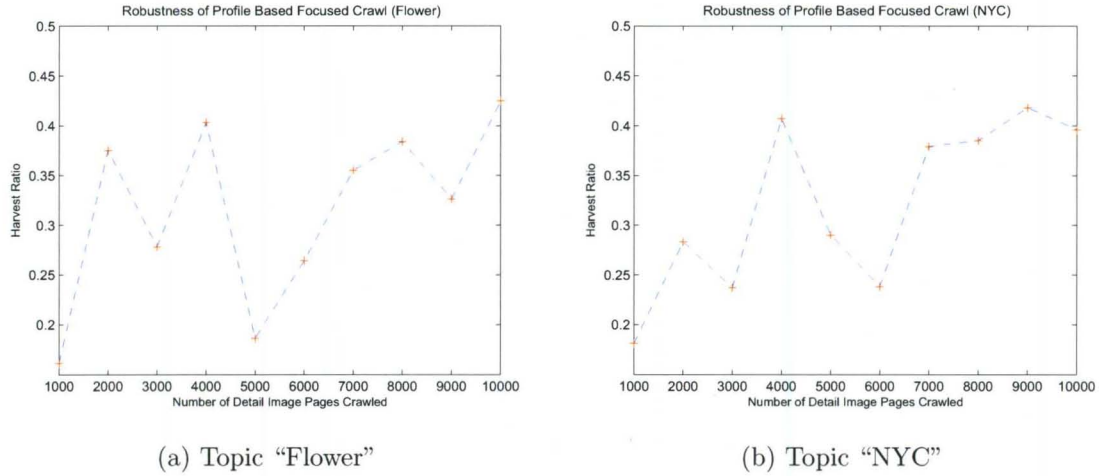 Robustness of Profile Based Focused Crawl (Flower)
0.5
0.45
0.4
0.35
0.3
0.25
0.2
Harvest Ratio
1000 2000 3000 4000 5000 6000 7000 8000 9000 10000
Number of Detail Image Pages Crawled
(a) Topic “Flower”
Robustness of Profile Based Focused Crawl (NYC)
0.5
0.45
0.4
0.35
0.3
0.25
0.2
Harvest Ratio
1000 2000 3000 4000 5000 6000 7000 8000 9000 10000
Number of Detail Image Pages Crawled
(b) Topic “NYC”